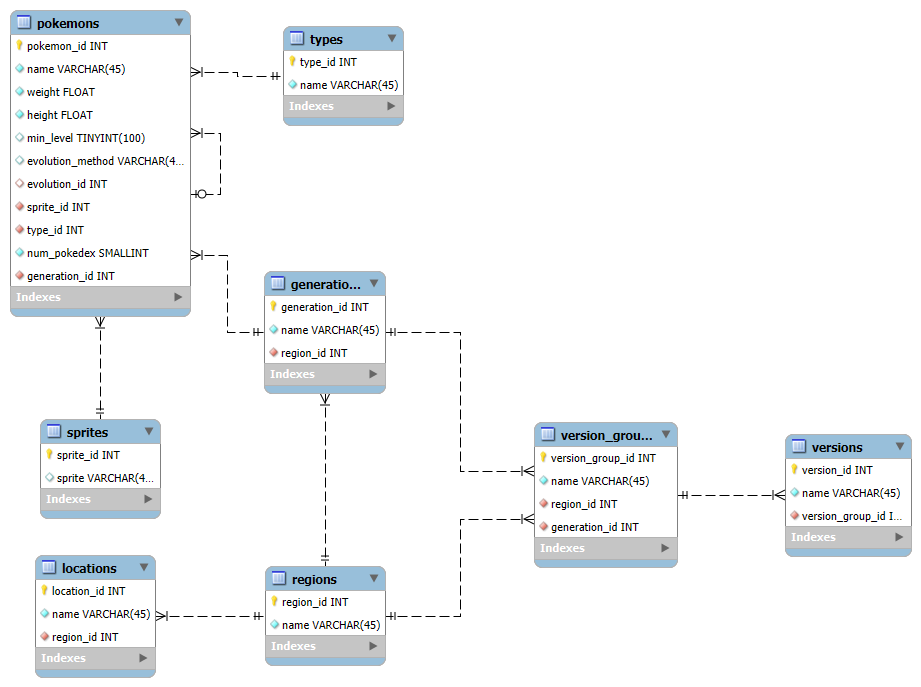 pokemons
pokemon_id INT
name VARCHAR(45)
weight FLOAT
height FLOAT
min_level TINYINT(100)
evolution_method VARCHAR(4...
evolution_id INT
sprite_id INT
type_id INT
num_pokedex SMALLINT
generation_id INT
Indexes
types
type_id INT
name VARCHAR(45)
Indexes
generatio...
generation_id INT
name VARCHAR(45)
region_id INT
Indexes
sprites
sprite_id INT
sprite VARCHAR(4...
Indexes
version_grou...
version_group_id INT
name VARCHAR(45)
region_id INT
generation_id INT
Indexes
versions
version_id INT
name VARCHAR(45)
version_group_id I...
Indexes
locations
location_id INT
name VARCHAR(45)
region_id INT
Indexes
regions
region_id INT
name VARCHAR(45)
Indexes